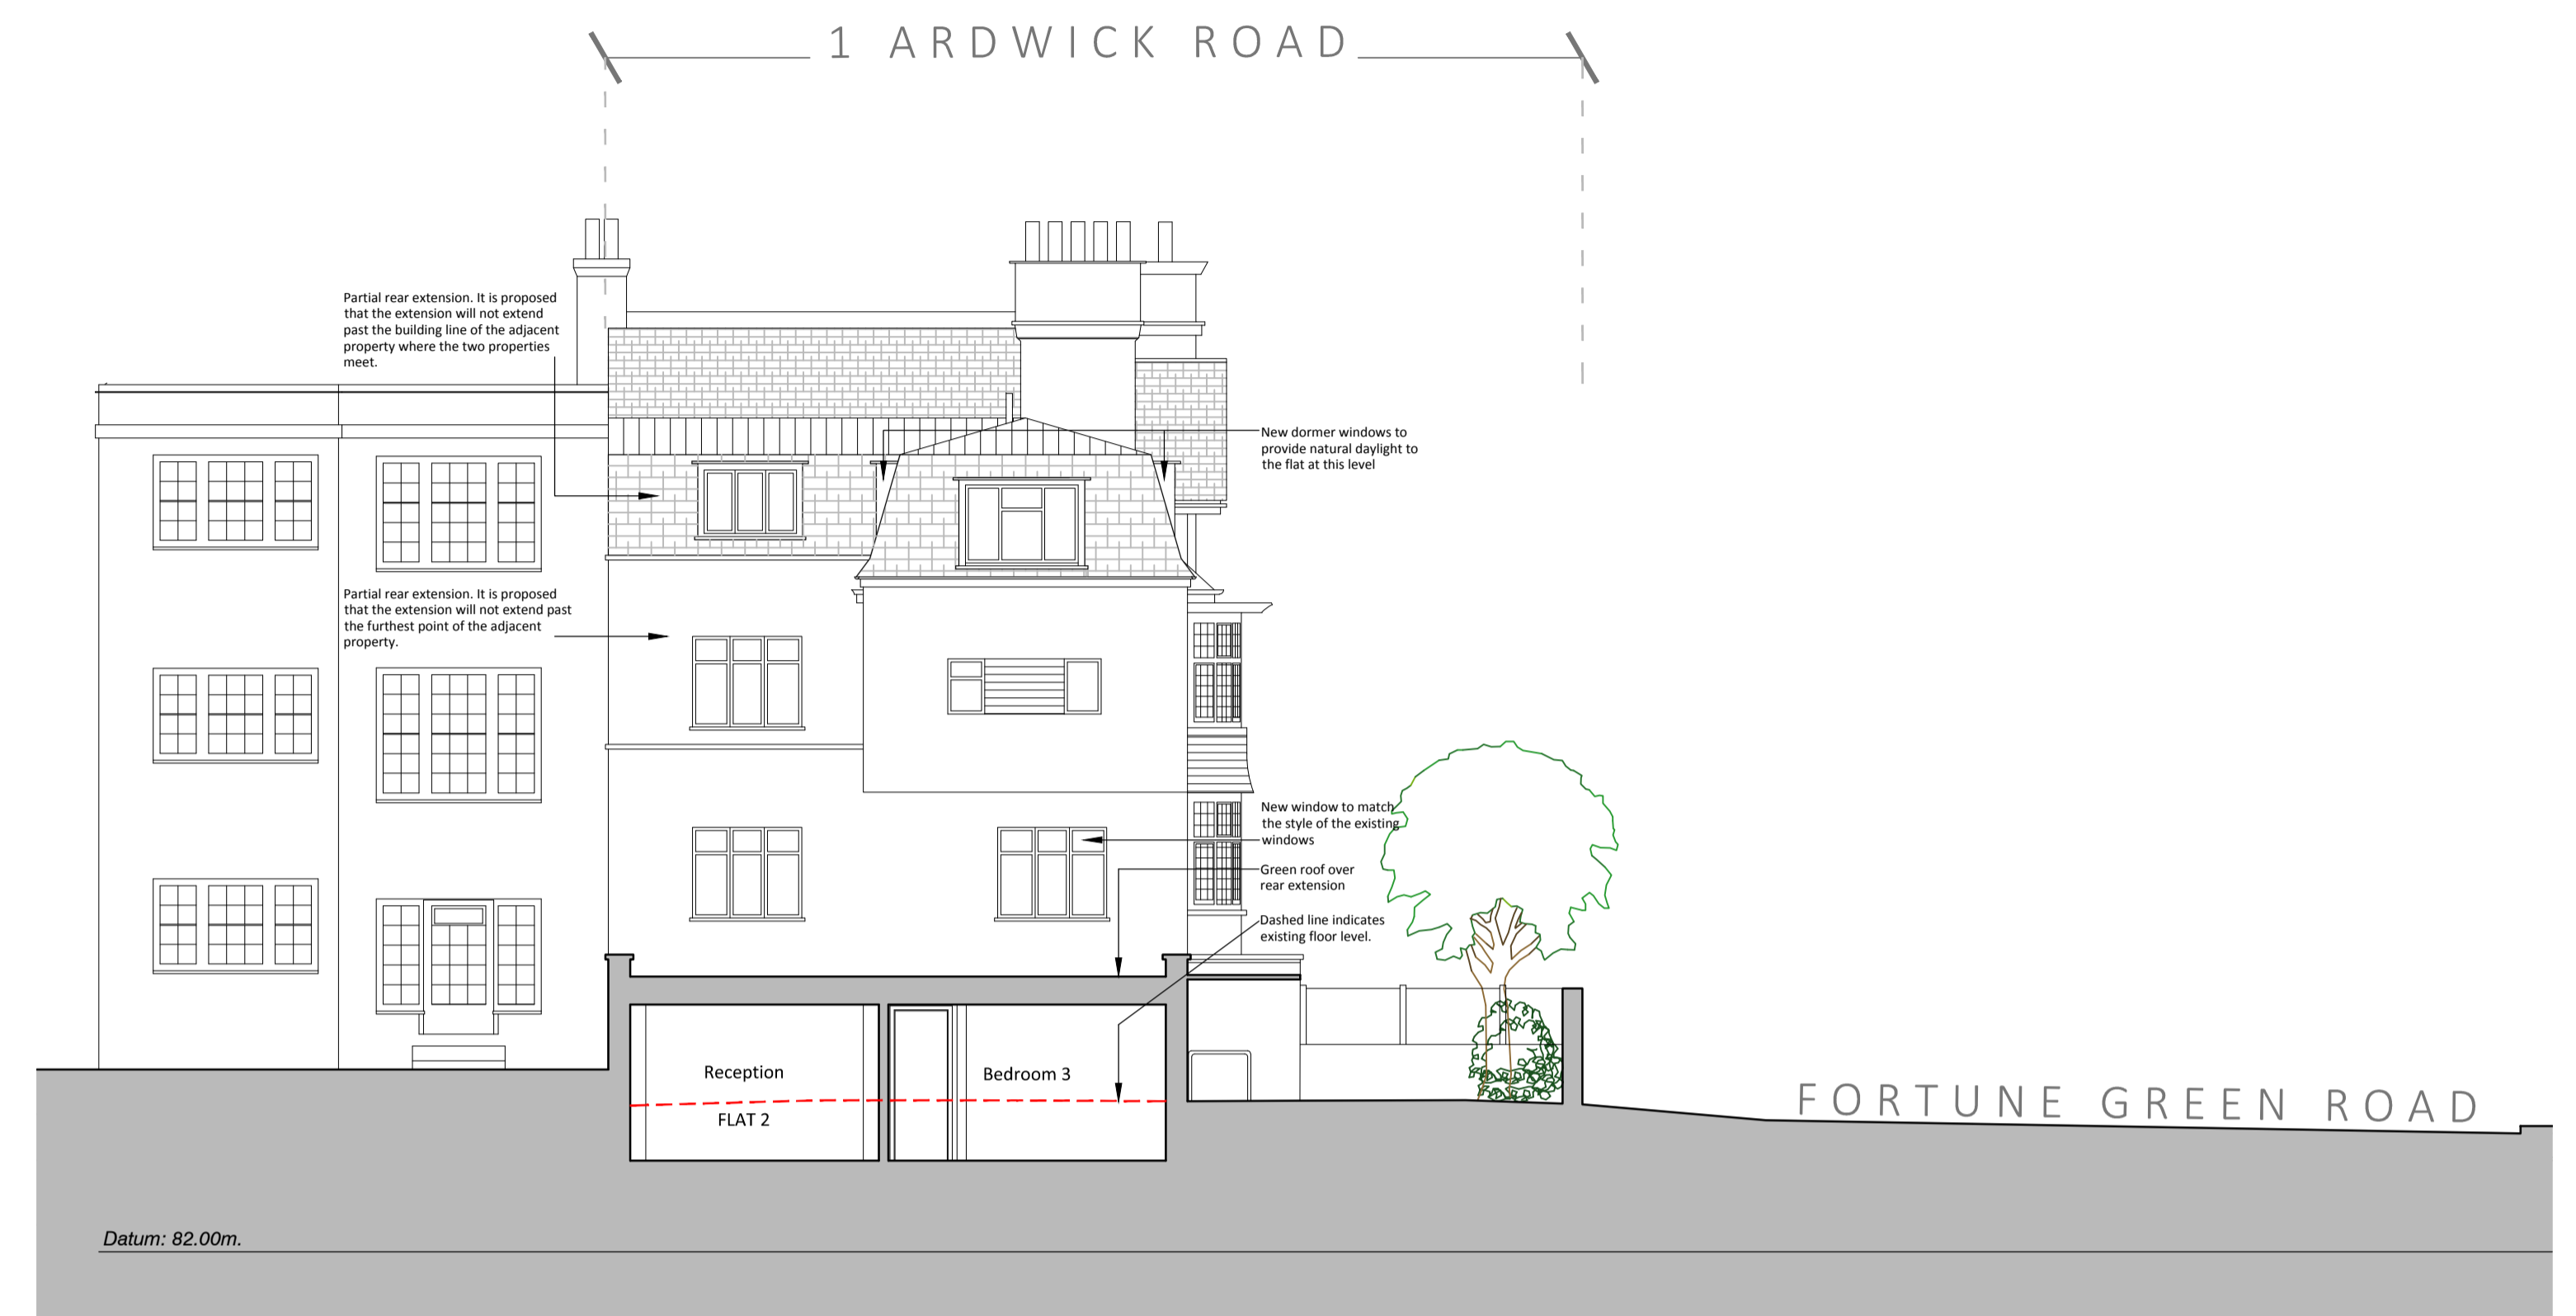 1 ARDWICK ROAD
Partial rear extension. It is proposed
that the extension will not extend
past the building line of the adjacent
property where the two properties
meet.
New dormer windows to
provide natural daylight to
the flat at this level
Partial rear extension. It is proposed
that the extension will not extend past
the furthest point of the adjacent
property.
New window to match
the style of the existing
windows
Green roof over
rear extension
Dashed line indicates
existing floor level.
Reception
FLAT 2
Bedroom 3
FORTUNE GREEN ROAD
Datum: 82.00m.